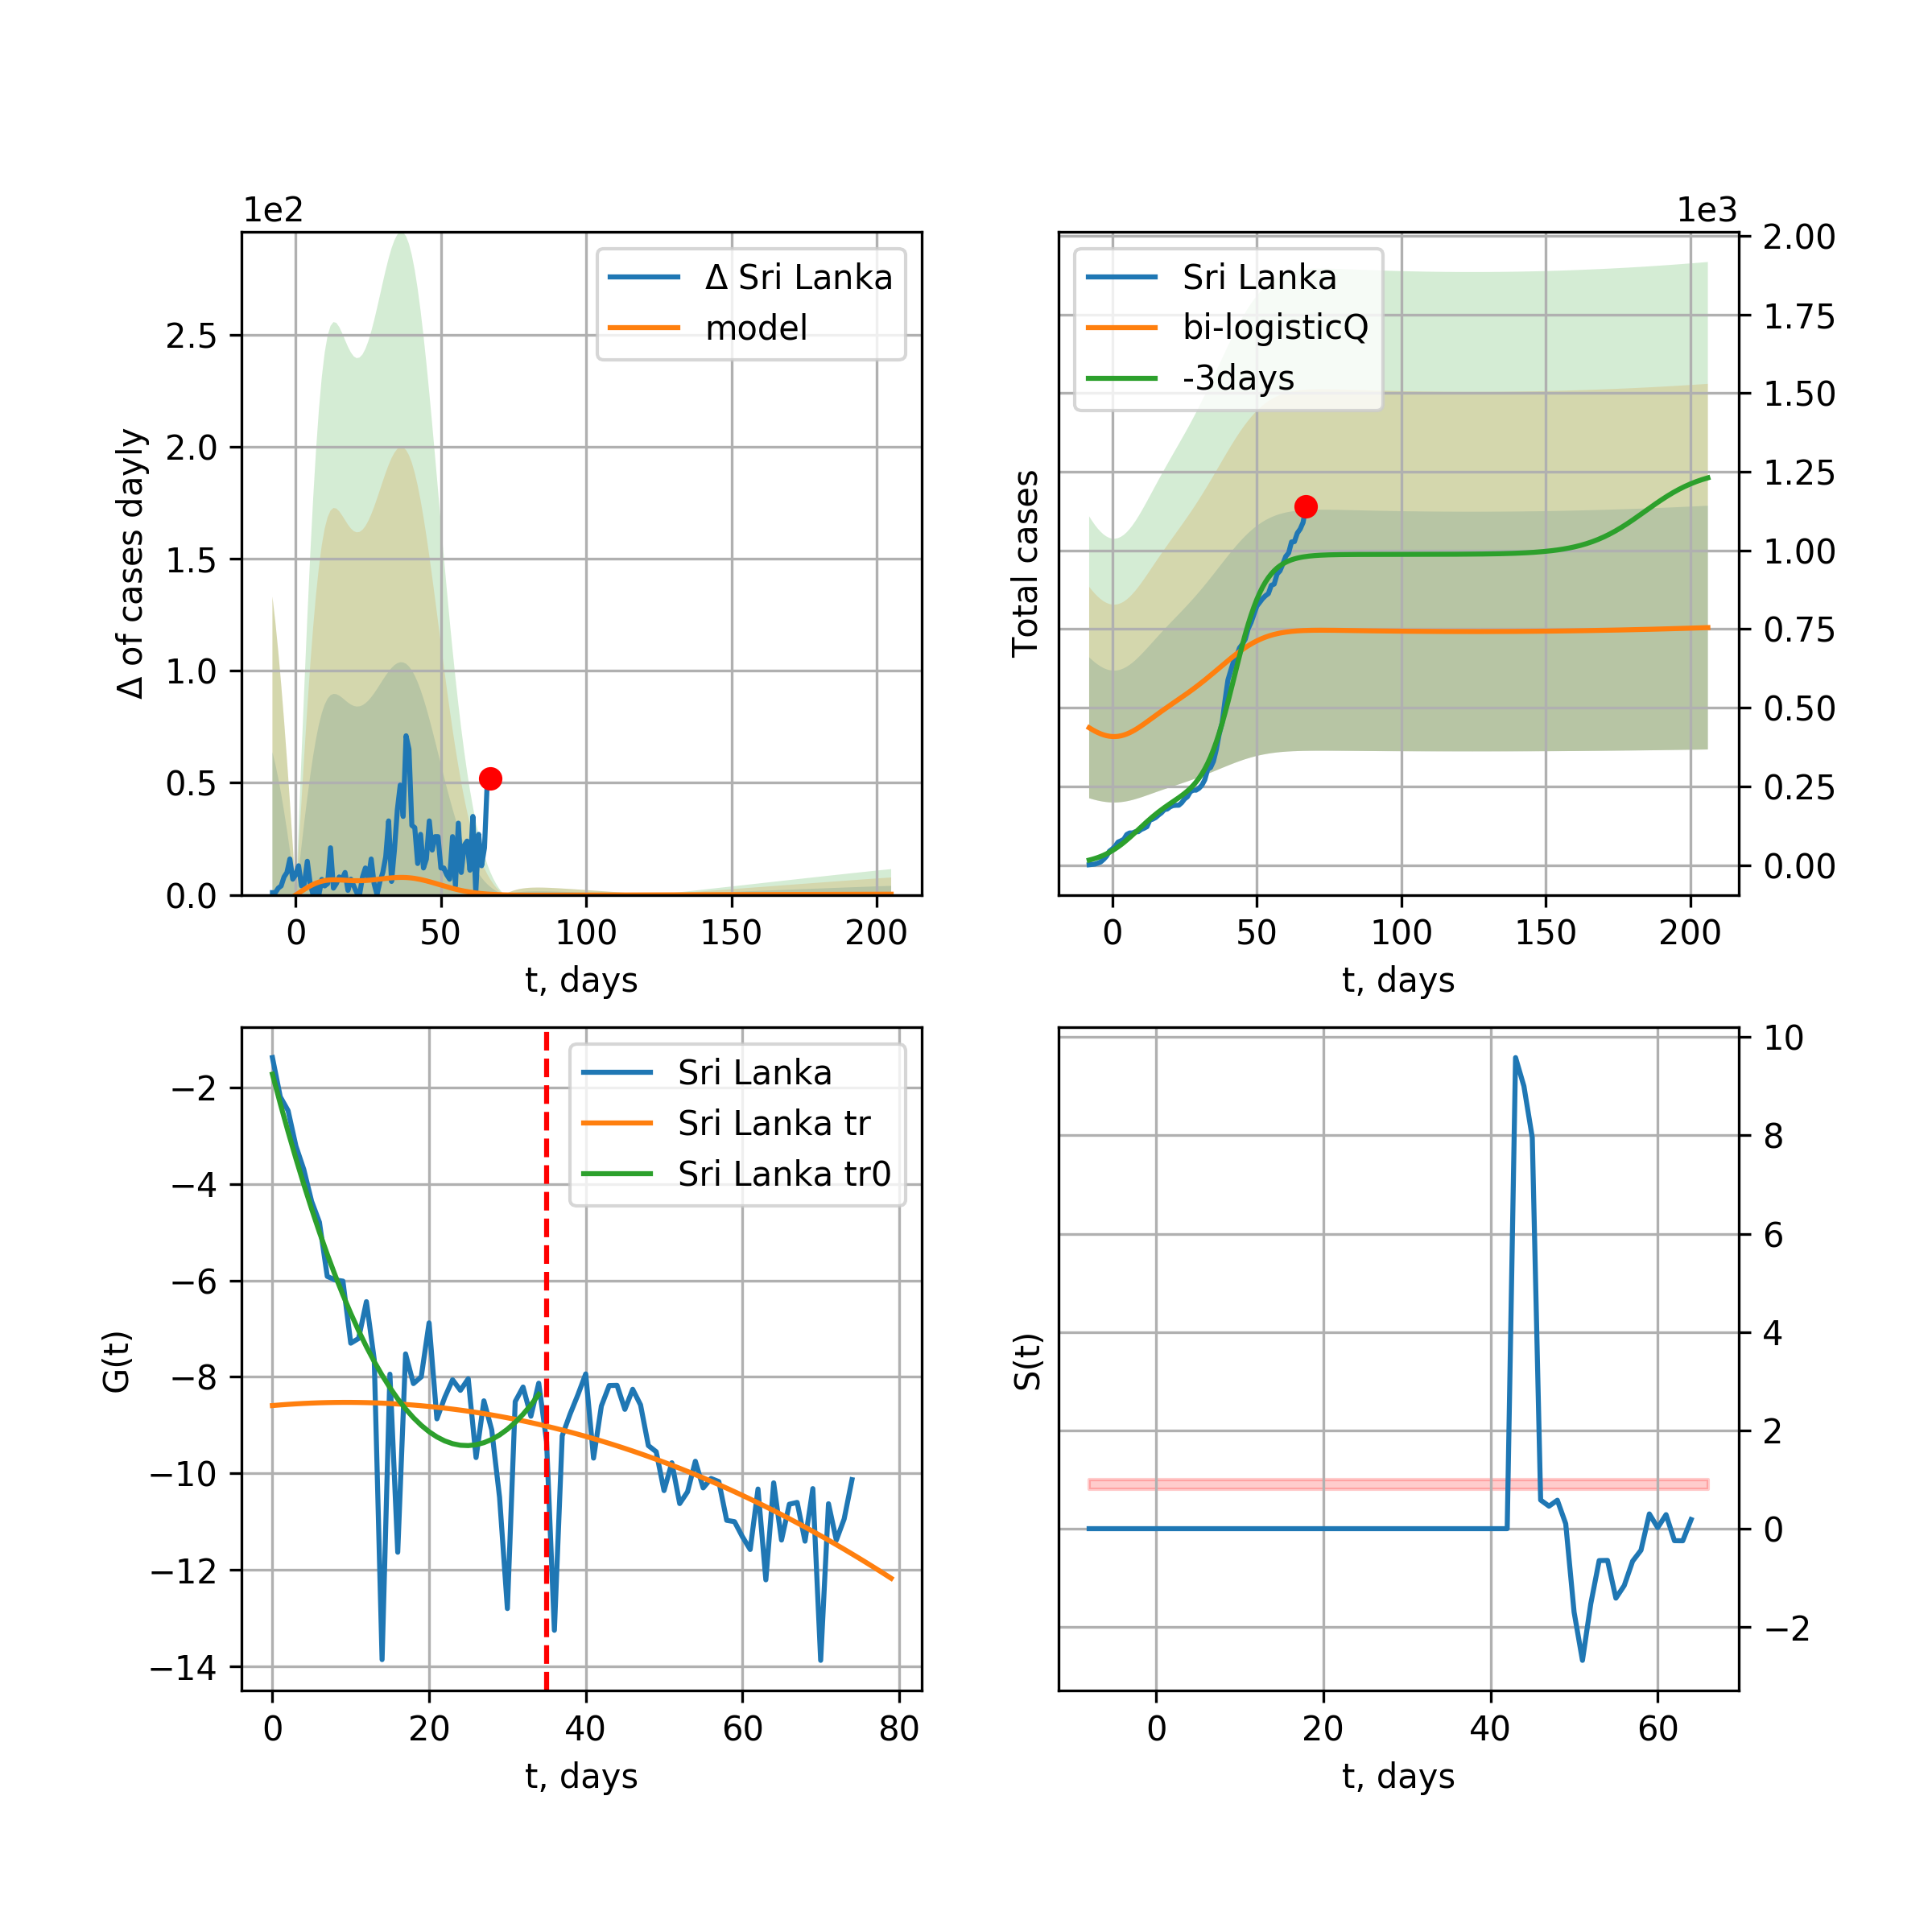 1e2
Δ of cases dayly
2.5
2.0
1.5
1.0
0.5
0.0
Δ Sri Lanka
model
0 50 100 150 200
t, days
1e3
Total cases
Sri Lanka
bi-logisticQ
-3days
2.00
1.75
1.50
1.25
1.00
0.75
0.50
0.25
0.00
0 50 100 150 200
t, days
G(t)
−2
−4
−6
−8
−10
−12
−14
Sri Lanka
Sri Lanka tr
Sri Lanka tr0
0 20 40 60 80
t, days
S(t)
10
8
6
4
2
0
−2
0 20 40 60
t, days